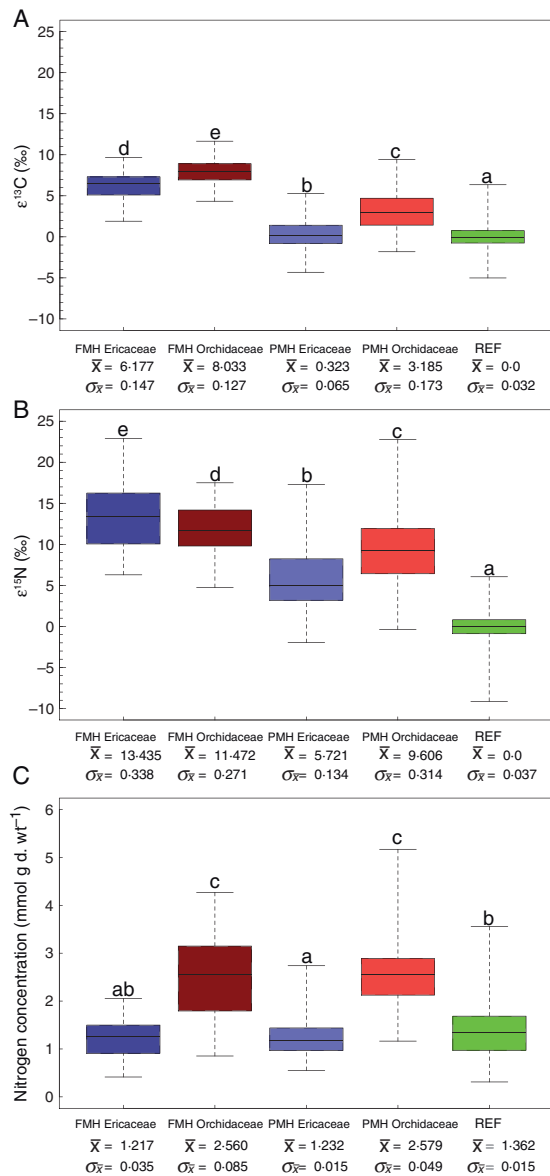 A
25
20
15
10
5
0
−5
−10
ε¹³C (‰)
d
e
b
c
a
FMH Ericaceae FMH Orchidaceae PMH Ericaceae PMH Orchidaceae REF
x̅ = 6·177 x̅ = 8·033 x̅ = 0·323 x̅ = 3·185 x̅ = 0·0
σx̅ = 0·147 σx̅ = 0·127 σx̅ = 0·065 σx̅ = 0·173 σx̅ = 0·032
B
25
20
15
10
5
0
−5
−10
ε¹⁵N (‰)
e
d
b
c
a
FMH Ericaceae FMH Orchidaceae PMH Ericaceae PMH Orchidaceae REF
x̅ = 13·435 x̅ = 11·472 x̅ = 5·721 x̅ = 9·606 x̅ = 0·0
σx̅ = 0·338 σx̅ = 0·271 σx̅ = 0·134 σx̅ = 0·314 σx̅ = 0·037
C
6
5
4
3
2
1
0
Nitrogen concentration (mmol g d. wt⁻¹)
ab
c
a
c
b
FMH Ericaceae FMH Orchidaceae PMH Ericaceae PMH Orchidaceae REF
x̅ = 1·217 x̅ = 2·560 x̅ = 1·232 x̅ = 2·579 x̅ = 1·362
σx̅ = 0·035 σx̅ = 0·085 σx̅ = 0·015 σx̅ = 0·049 σx̅ = 0·015